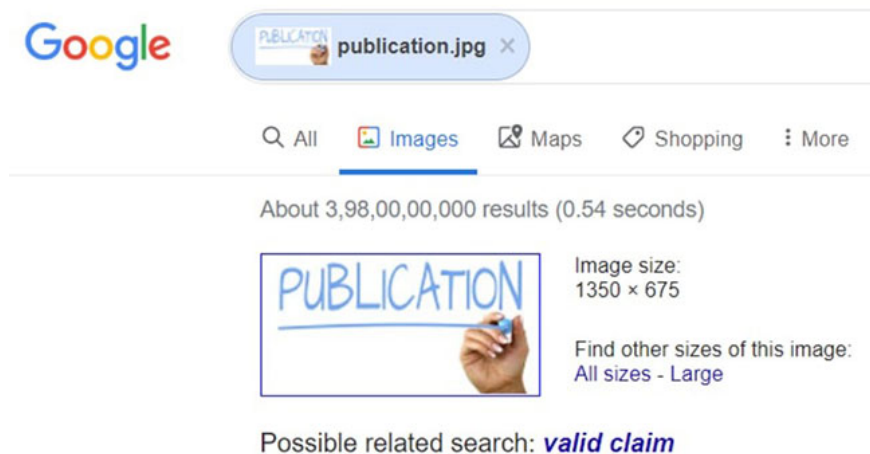 Google
PUBLICATION publication.jpg ×
All Images Maps Shopping More
About 3,98,00,00,000 results (0.54 seconds)
PUBLICATION
Image size:
1350 × 675
Find other sizes of this image:
All sizes - Large
Possible related search: valid claim